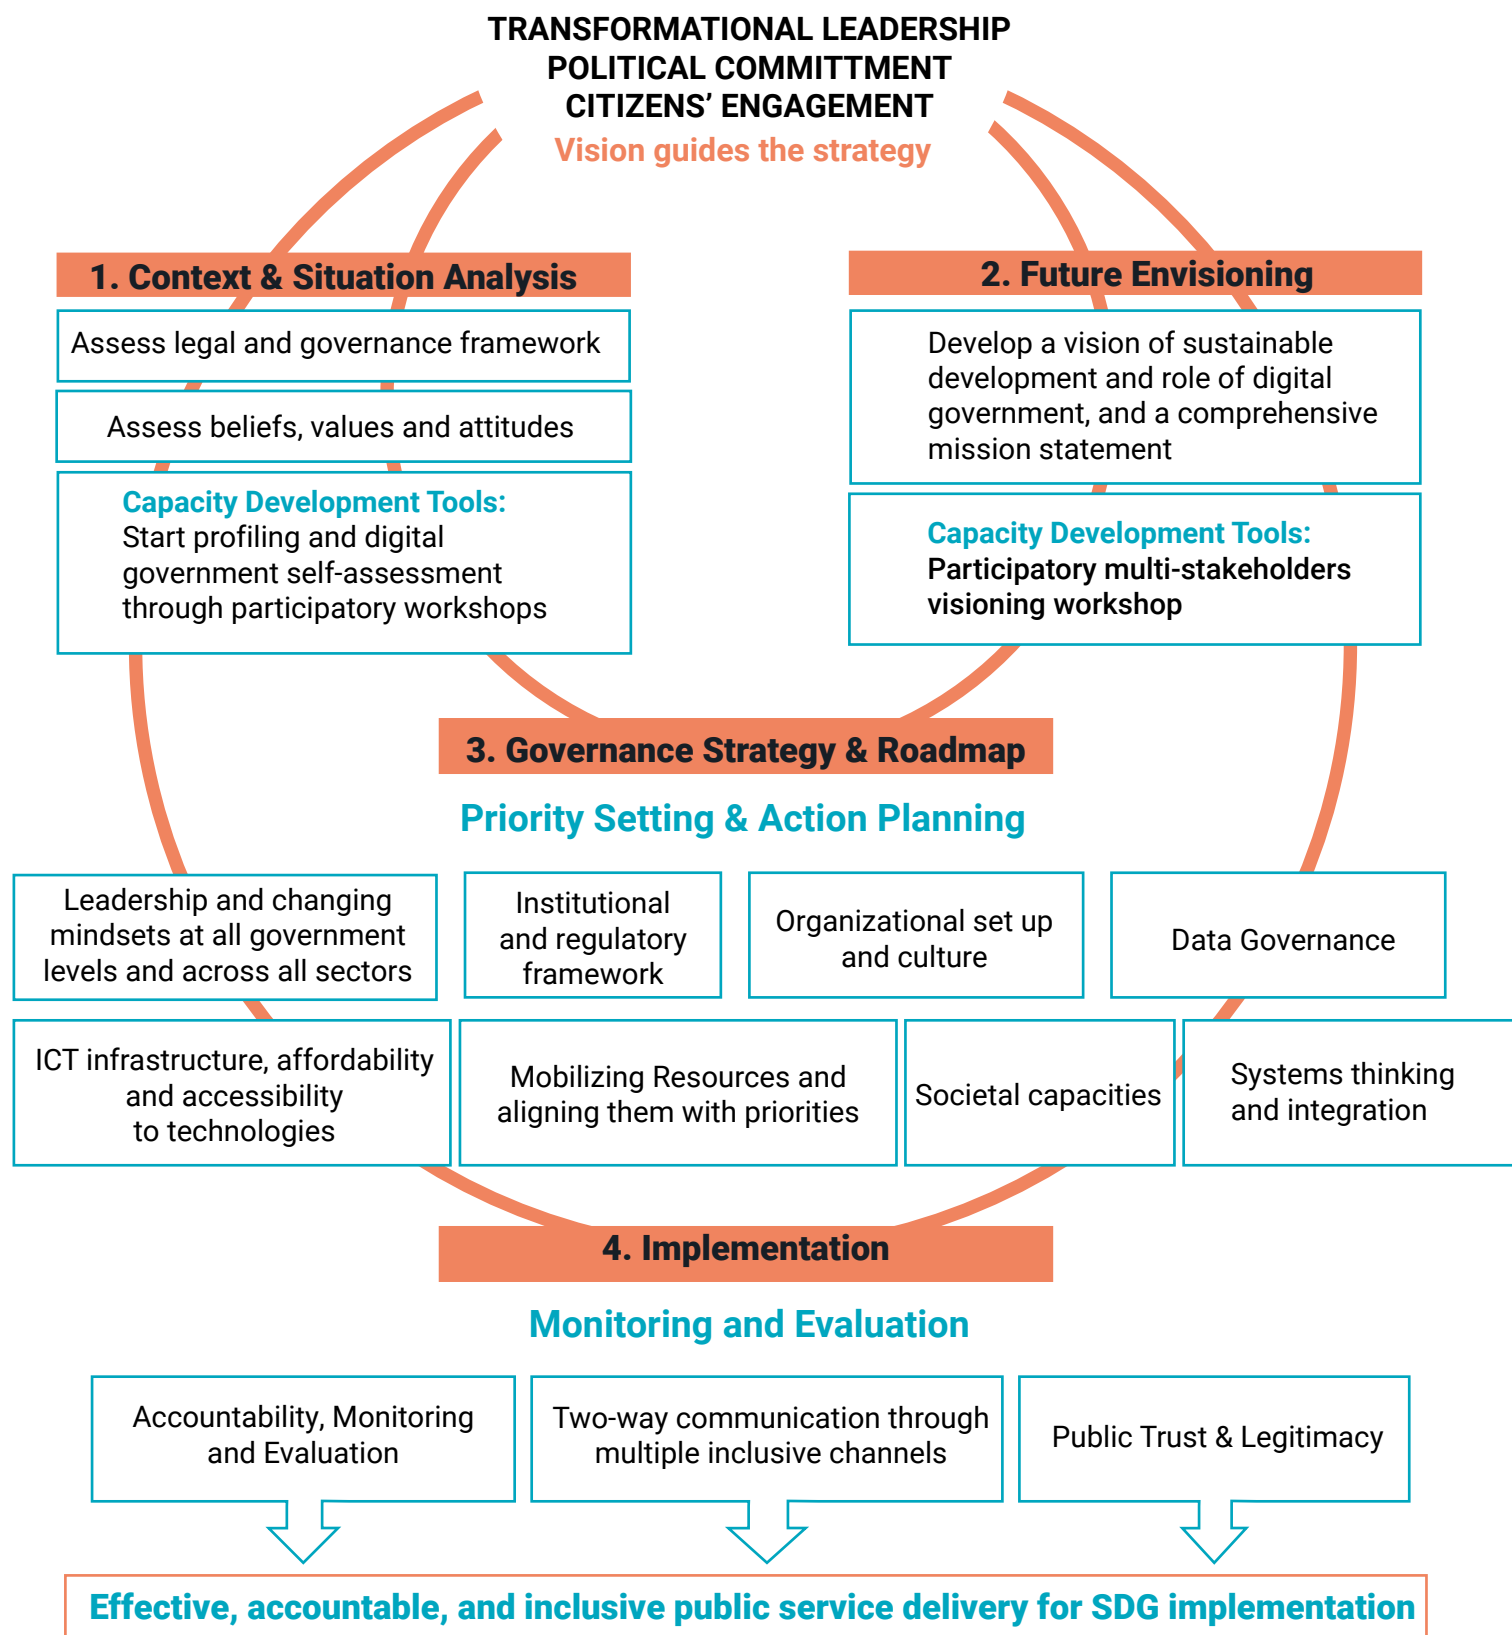 TRANSFORMATIONAL LEADERSHIP
POLITICAL COMMITTMENT
CITIZENS’ ENGAGEMENT
Vision guides the strategy
1. Context & Situation Analysis
Assess legal and governance framework
Assess beliefs, values and attitudes
Capacity Development Tools:
Start profiling and digital
government self-assessment
through participatory workshops
2. Future Envisioning
Develop a vision of sustainable
development and role of digital
government, and a comprehensive
mission statement
Capacity Development Tools:
Participatory multi-stakeholders
visioning workshop
3. Governance Strategy & Roadmap
Priority Setting & Action Planning
Leadership and changing
mindsets at all government
levels and across all sectors
Institutional
and regulatory
framework
Organizational set up
and culture
Data Governance
ICT infrastructure, affordability
and accessibility
to technologies
Mobilizing Resources and
aligning them with priorities
Societal capacities
Systems thinking
and integration
4. Implementation
Monitoring and Evaluation
Accountability, Monitoring
and Evaluation
Two-way communication through
multiple inclusive channels
Public Trust & Legitimacy
Effective, accountable, and inclusive public service delivery for SDG implementation